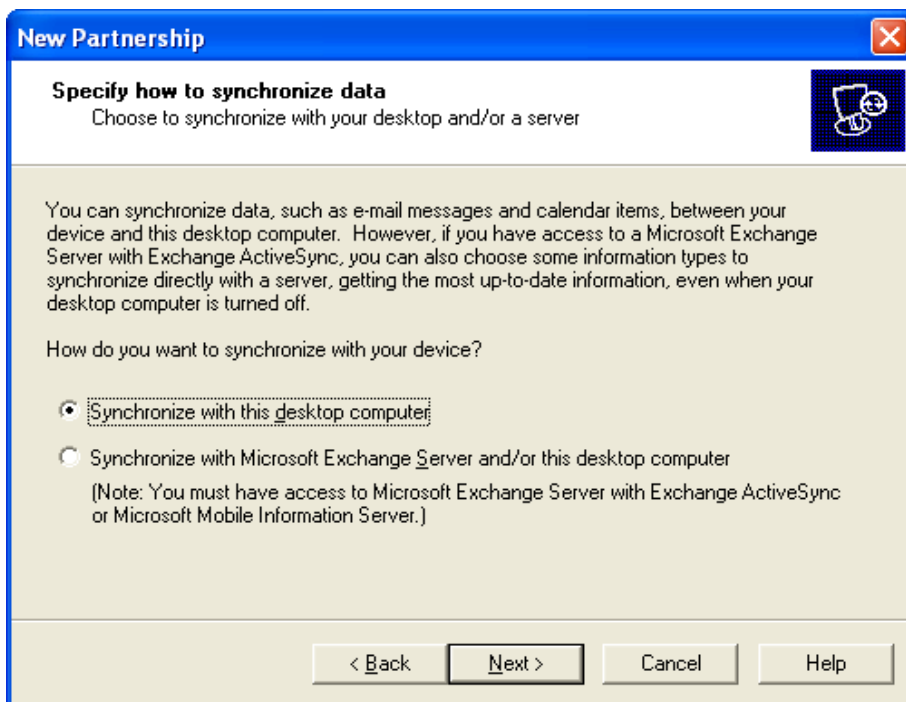 New Partnership
Specify how to synchronize data
Choose to synchronize with your desktop and/or a server
You can synchronize data, such as e-mail messages and calendar items, between your
device and this desktop computer.  However, if you have access to a Microsoft Exchange
Server with Exchange ActiveSync, you can also choose some information types to
synchronize directly with a server, getting the most up-to-date information, even when your
desktop computer is turned off.
How do you want to synchronize with your device?
Synchronize with this desktop computer
Synchronize with Microsoft Exchange Server and/or this desktop computer
(Note: You must have access to Microsoft Exchange Server with Exchange ActiveSync
or Microsoft Mobile Information Server.)
< Back Next > Cancel Help